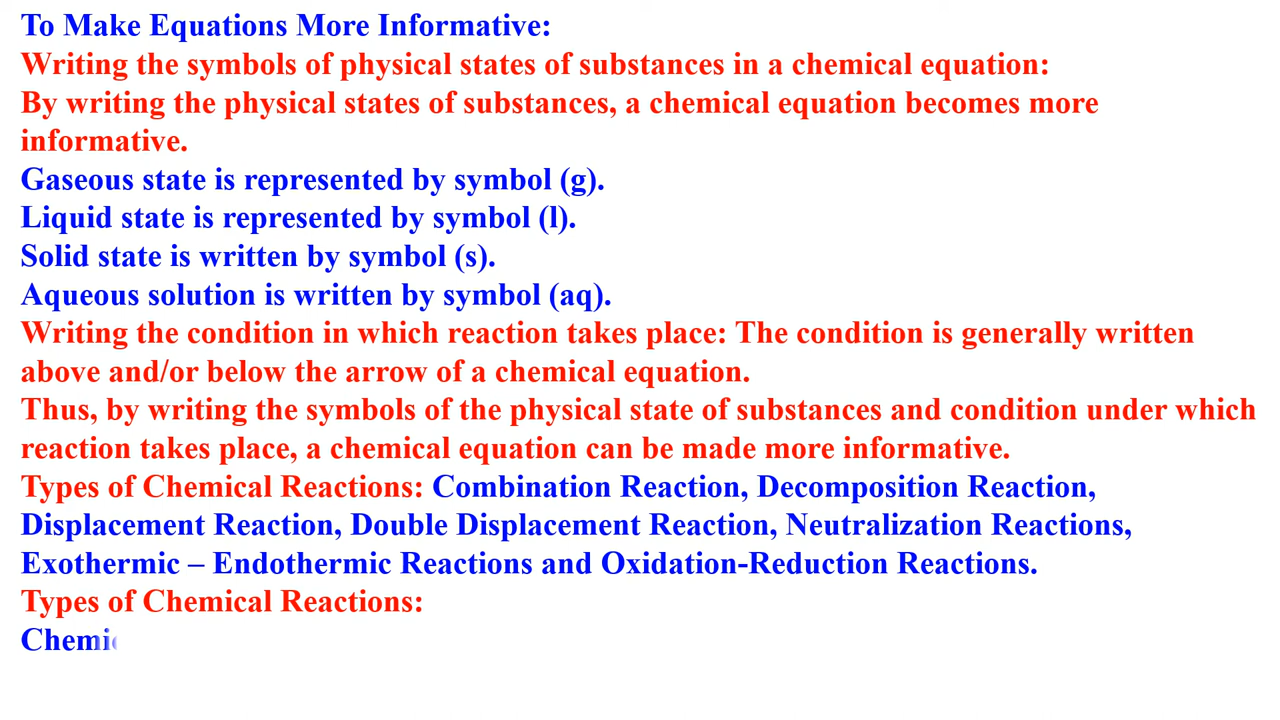 To Make Equations More Informative:
Writing the symbols of physical states of substances in a chemical equation:
By writing the physical states of substances, a chemical equation becomes more
informative.
Gaseous state is represented by symbol (g).
Liquid state is represented by symbol (l).
Solid state is written by symbol (s).
Aqueous solution is written by symbol (aq).
Writing the condition in which reaction takes place: The condition is generally written
above and/or below the arrow of a chemical equation.
Thus, by writing the symbols of the physical state of substances and condition under which
reaction takes place, a chemical equation can be made more informative.
Types of Chemical Reactions: Combination Reaction, Decomposition Reaction,
Displacement Reaction, Double Displacement Reaction, Neutralization Reactions,
Exothermic – Endothermic Reactions and Oxidation-Reduction Reactions.
Types of Chemical Reactions: